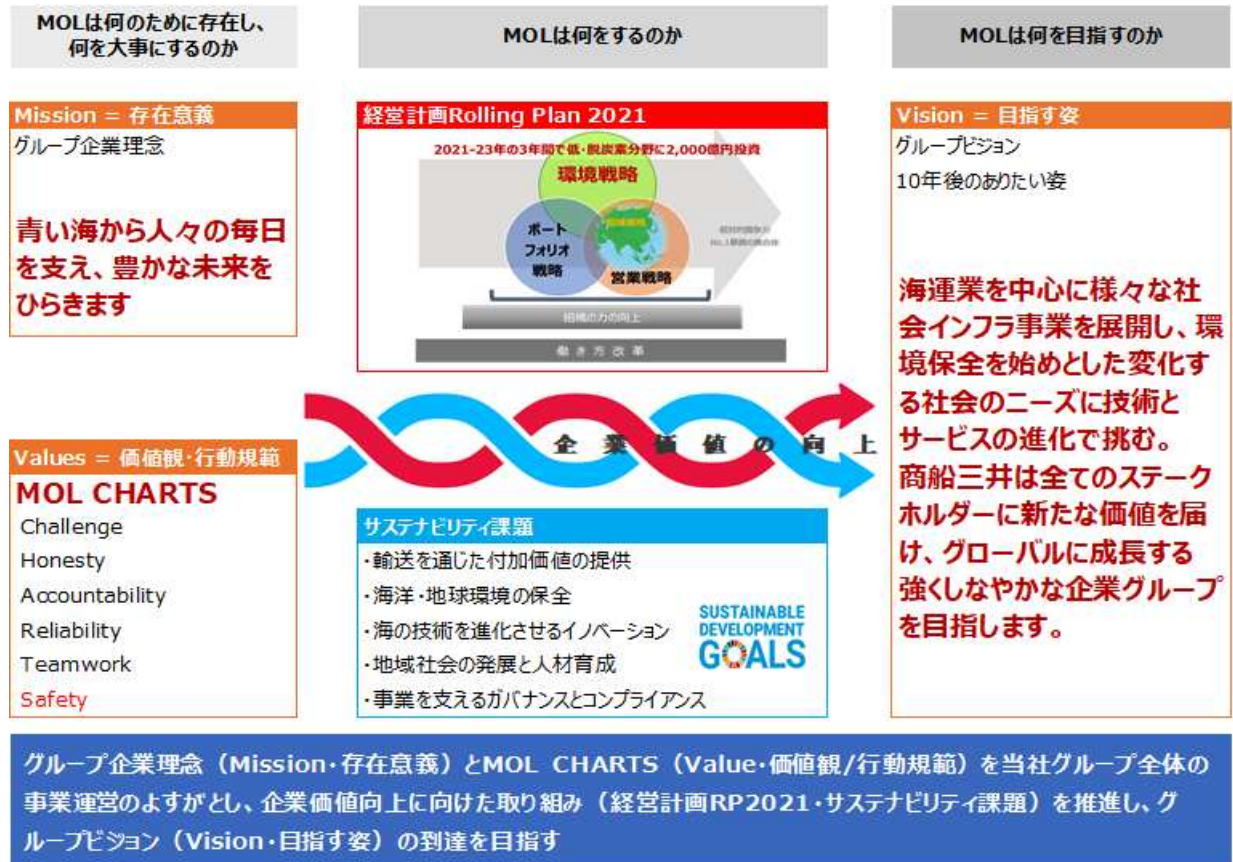 MOLは何のために存在し、
何を大事にするのか
MOLは何をするのか
MOLは何を目指すのか
Mission = 存在意義
グループ企業理念
青い海から人々の毎日
を支え、豊かな未来を
ひらきます
Values = 価値観･行動規範
MOL CHARTS
Challenge
Honesty
Accountability
Reliability
Teamwork
Safety
経営計画Rolling Plan 2021
2021-23年の3年間で低･脱炭素分野に2,000億円投資
環境戦略
ポート
フォリオ
戦略
地域戦略
営業戦略
組織の力の向上
働き方改革
企業価値の向上
サステナビリティ課題
･輸送を通じた付加価値の提供
･海洋･地球環境の保全
･海の技術を進化させるイノベーション
･地域社会の発展と人材育成
･事業を支えるガバナンスとコンプライアンス
SUSTAINABLE
DEVELOPMENT
GOALS
Vision = 目指す姿
グループビジョン
10年後のありたい姿
海運業を中心に様々な社
会インフラ事業を展開し、環
境保全を始めとした変化す
る社会のニーズに技術と
サービスの進化で挑む。
商船三井は全てのステーク
ホルダーに新たな価値を届
け、グローバルに成長する
強くしなやかな企業グループ
を目指します。
グループ企業理念（Mission･存在意義）とMOL CHARTS（Value･価値観/行動規範）を当社グループ全体の
事業運営のよすがとし、企業価値向上に向けた取り組み（経営計画RP2021･サステナビリティ課題）を推進し、グ
ループビジョン（Vision･目指す姿）の到達を目指す